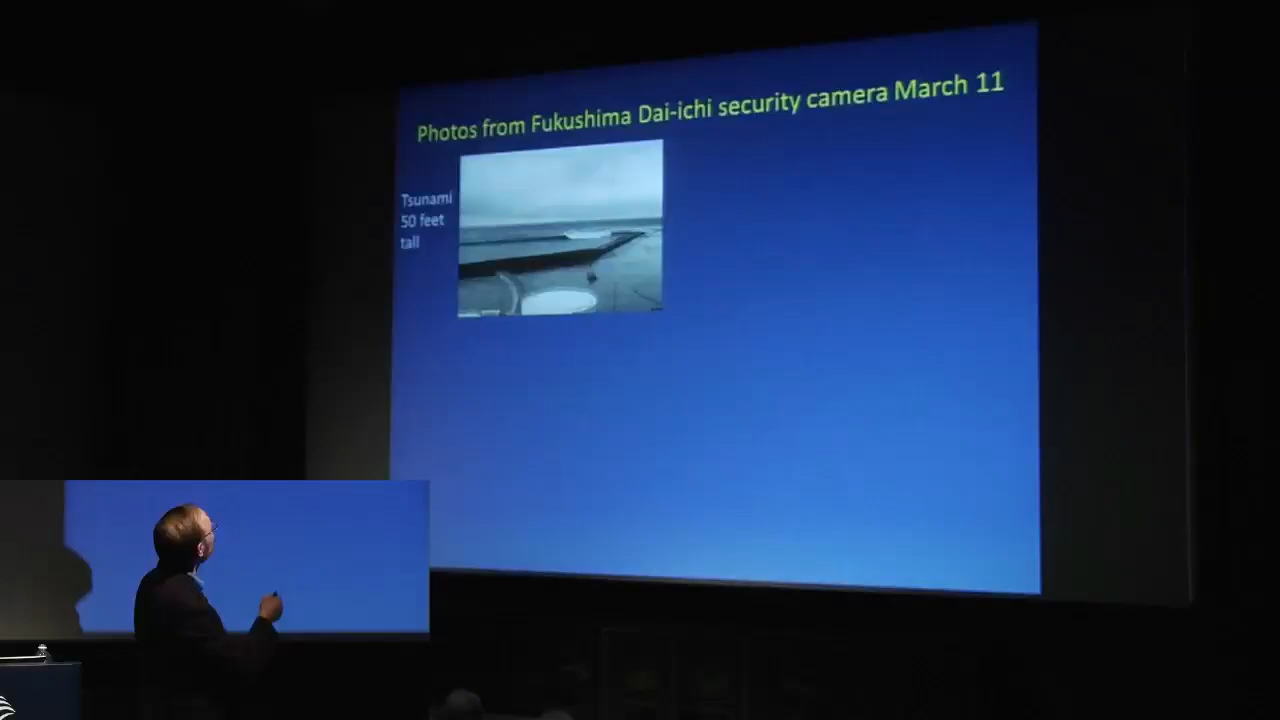 Photos from Fukushima Dai-ichi security camera March 11
Tsunami
50 feet
tall